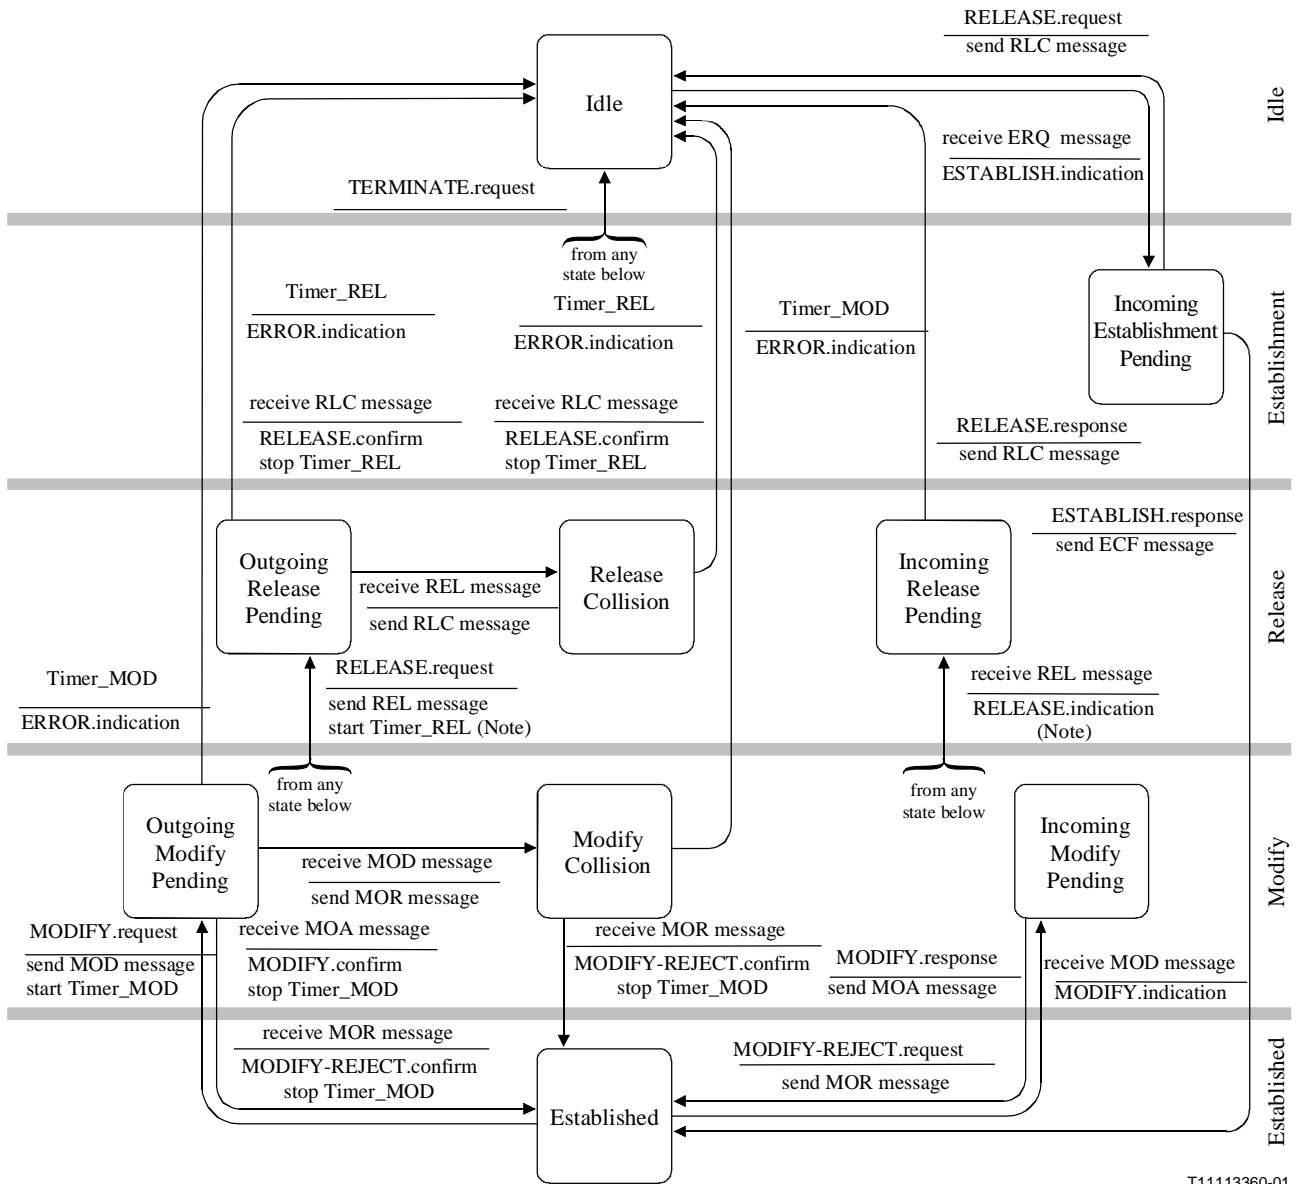 RELEASE.request
send RLC message
Idle
Idle
receive ERQ message
ESTABLISH.indication
TERMINATE.request
from any
state below
Timer_REL
ERROR.indication
Timer_REL
ERROR.indication
Timer_MOD
ERROR.indication
Incoming
Establishment
Pending
Establishment
receive RLC message
RELEASE.confirm
stop Timer_REL
receive RLC message
RELEASE.confirm
stop Timer_REL
RELEASE.response
send RLC message
ESTABLISH.response
send ECF message
Outgoing
Release
Pending
receive REL message
send RLC message
Release
Collision
Incoming
Release
Pending
Release
Timer_MOD
ERROR.indication
RELEASE.request
send REL message
start Timer_REL (Note)
receive REL message
RELEASE.indication
(Note)
from any
state below
from any
state below
Outgoing
Modify
Pending
receive MOD message
send MOR message
Modify
Collision
Incoming
Modify
Pending
Modify
MODIFY.request
send MOD message
start Timer_MOD
receive MOA message
MODIFY.confirm
stop Timer_MOD
receive MOR message
MODIFY-REJECT.confirm
stop Timer_MOD
MODIFY.response
send MOA message
receive MOD message
MODIFY.indication
receive MOR message
MODIFY-REJECT.confirm
stop Timer_MOD
Established
MODIFY-REJECT.request
send MOR message
Established
T11113360-01